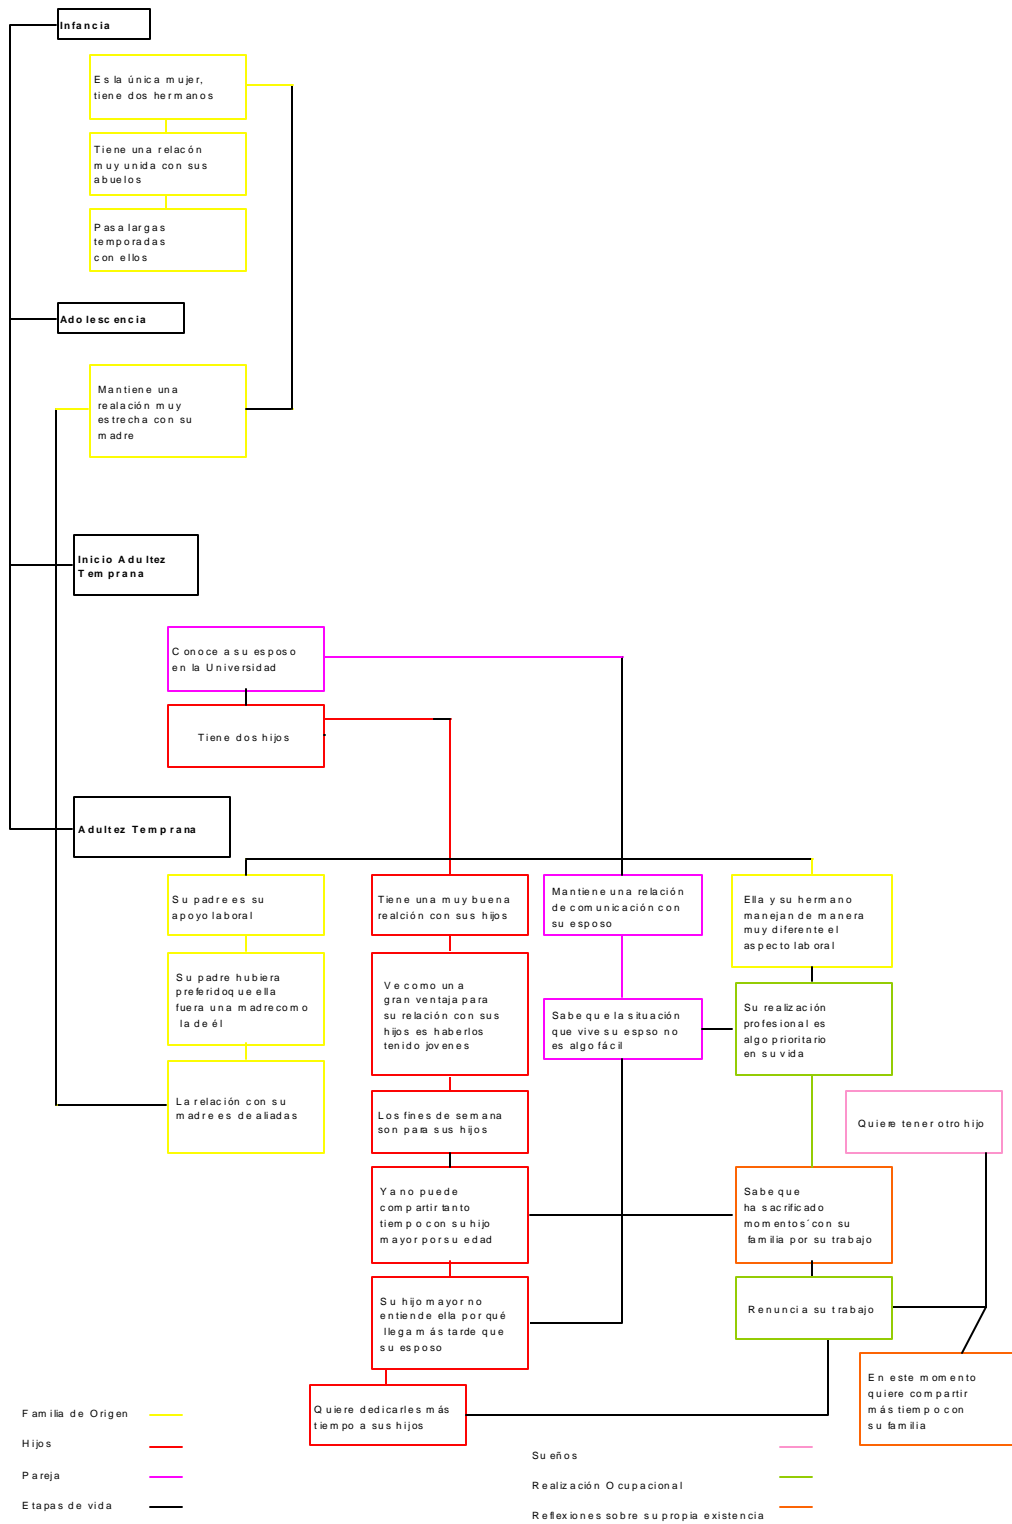 Infancia
Es la única mujer,
tiene dos hermanos
Tiene una relacón
muy unida con sus
abuelos
Pasa largas
temporadas
con ellos
Adolescencia
Mantiene una
realación muy
estrecha con su
madre
Inicio Adultez
Temprana
Conoce a su esposo
en la Universidad
Tiene dos hijos
Adultez Temprana
Su padre es su
apoyo laboral
Su padre hubiera
preferidoque ella
fuera una madrecomo
la de él
La relación con su
madre es de aliadas
Tiene una muy buena
realción con sus hijos
Ve como una
gran ventaja para
su relación con sus
hijos es haberlos
tenido jovenes
Los fines de semana
son para sus hijos
Ya no puede
compartir tanto
tiempo con su hijo
mayor por su edad
Su hijo mayor no
entiende ella por qué
llega más tarde que
su esposo
Quiere dedicarles más
tiempo a sus hijos
Mantiene una relación
de comunicación con
su esposo
Sabe que la situación
que vive su espso no
es algo fácil
Ella y su hermano
manejan de manera
muy diferente el
aspecto laboral
Su realización
profesional es
algo prioritario
en su vida
Quiere tener otro hijo
Sabe que
ha sacrificado
momentos´con su
familia por su trabajo
Renunci a su trabajo
En este momento
quiere compartir
más tiempo con
su familia
Familia de Origen
Hijos
Pareja
Etapas de vida
Sueños
Realización Ocupacional
Reflexiones sobre su propia existencia